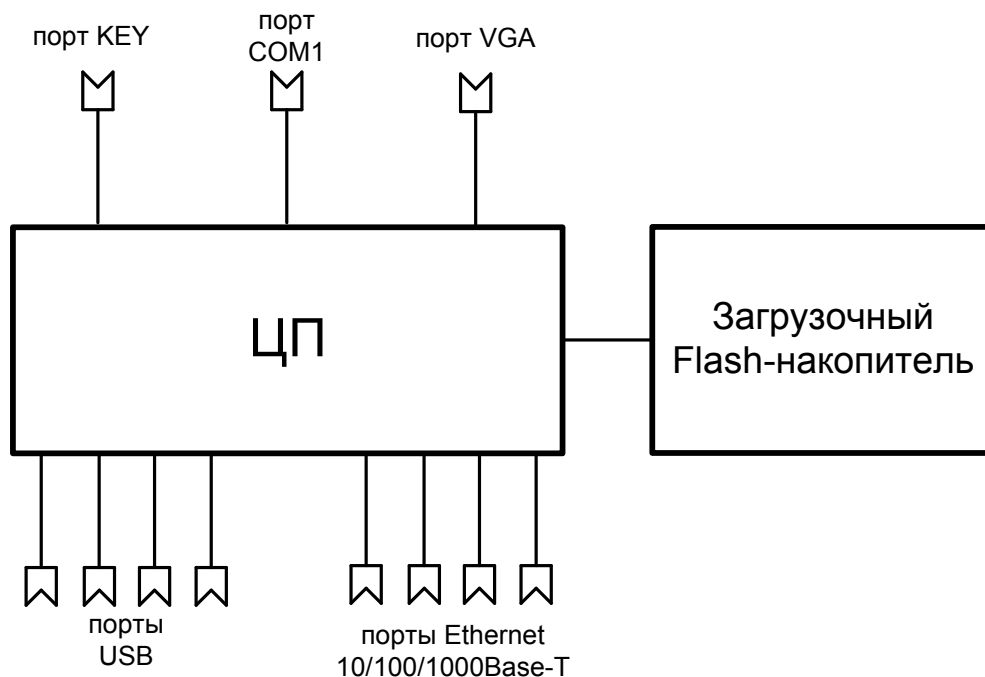 порт KEY
порт
COM1
порт VGA
ЦП
Загрузочный
Flash-накопитель
порты
USB
порты Ethernet
10/100/1000Base-T